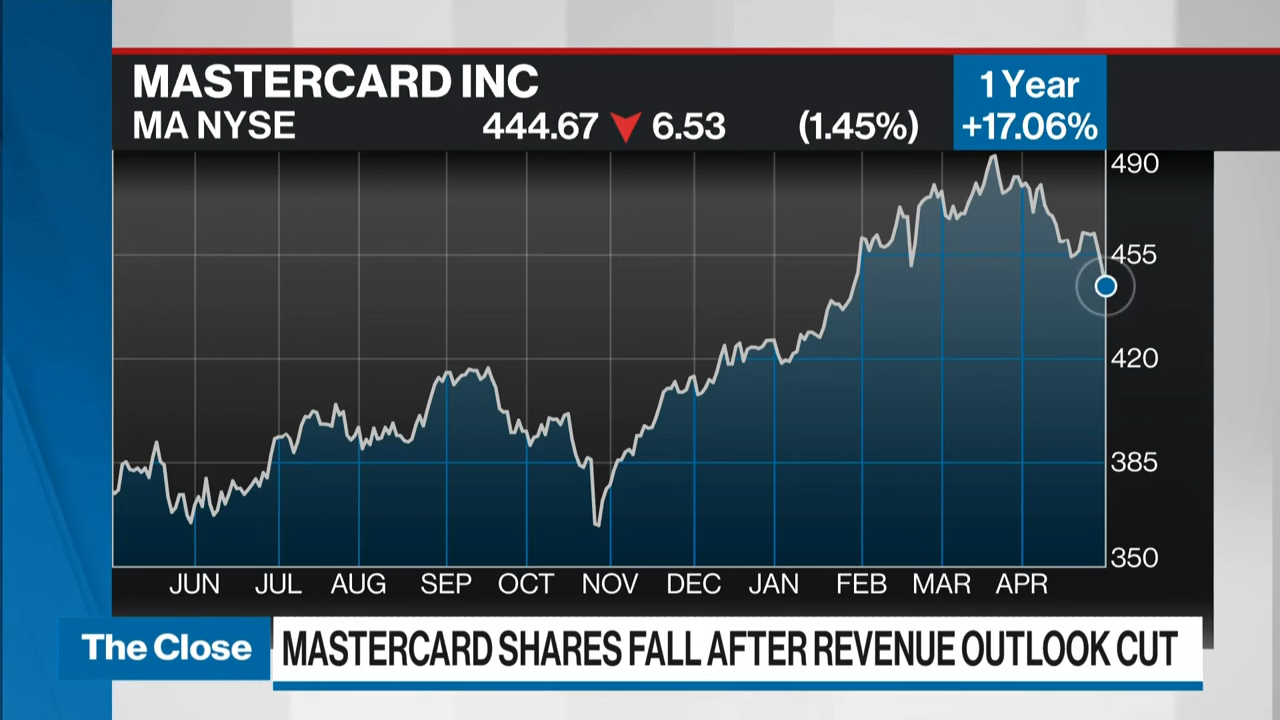 MASTERCARD INC
MA NYSE 444.67 6.53 (1.45%)
1 Year
+17.06%
490
455
420
385
350
JUN JUL AUG SEP OCT NOV DEC JAN FEB MAR APR
The Close
MASTERCARD SHARES FALL AFTER REVENUE OUTLOOK CUT